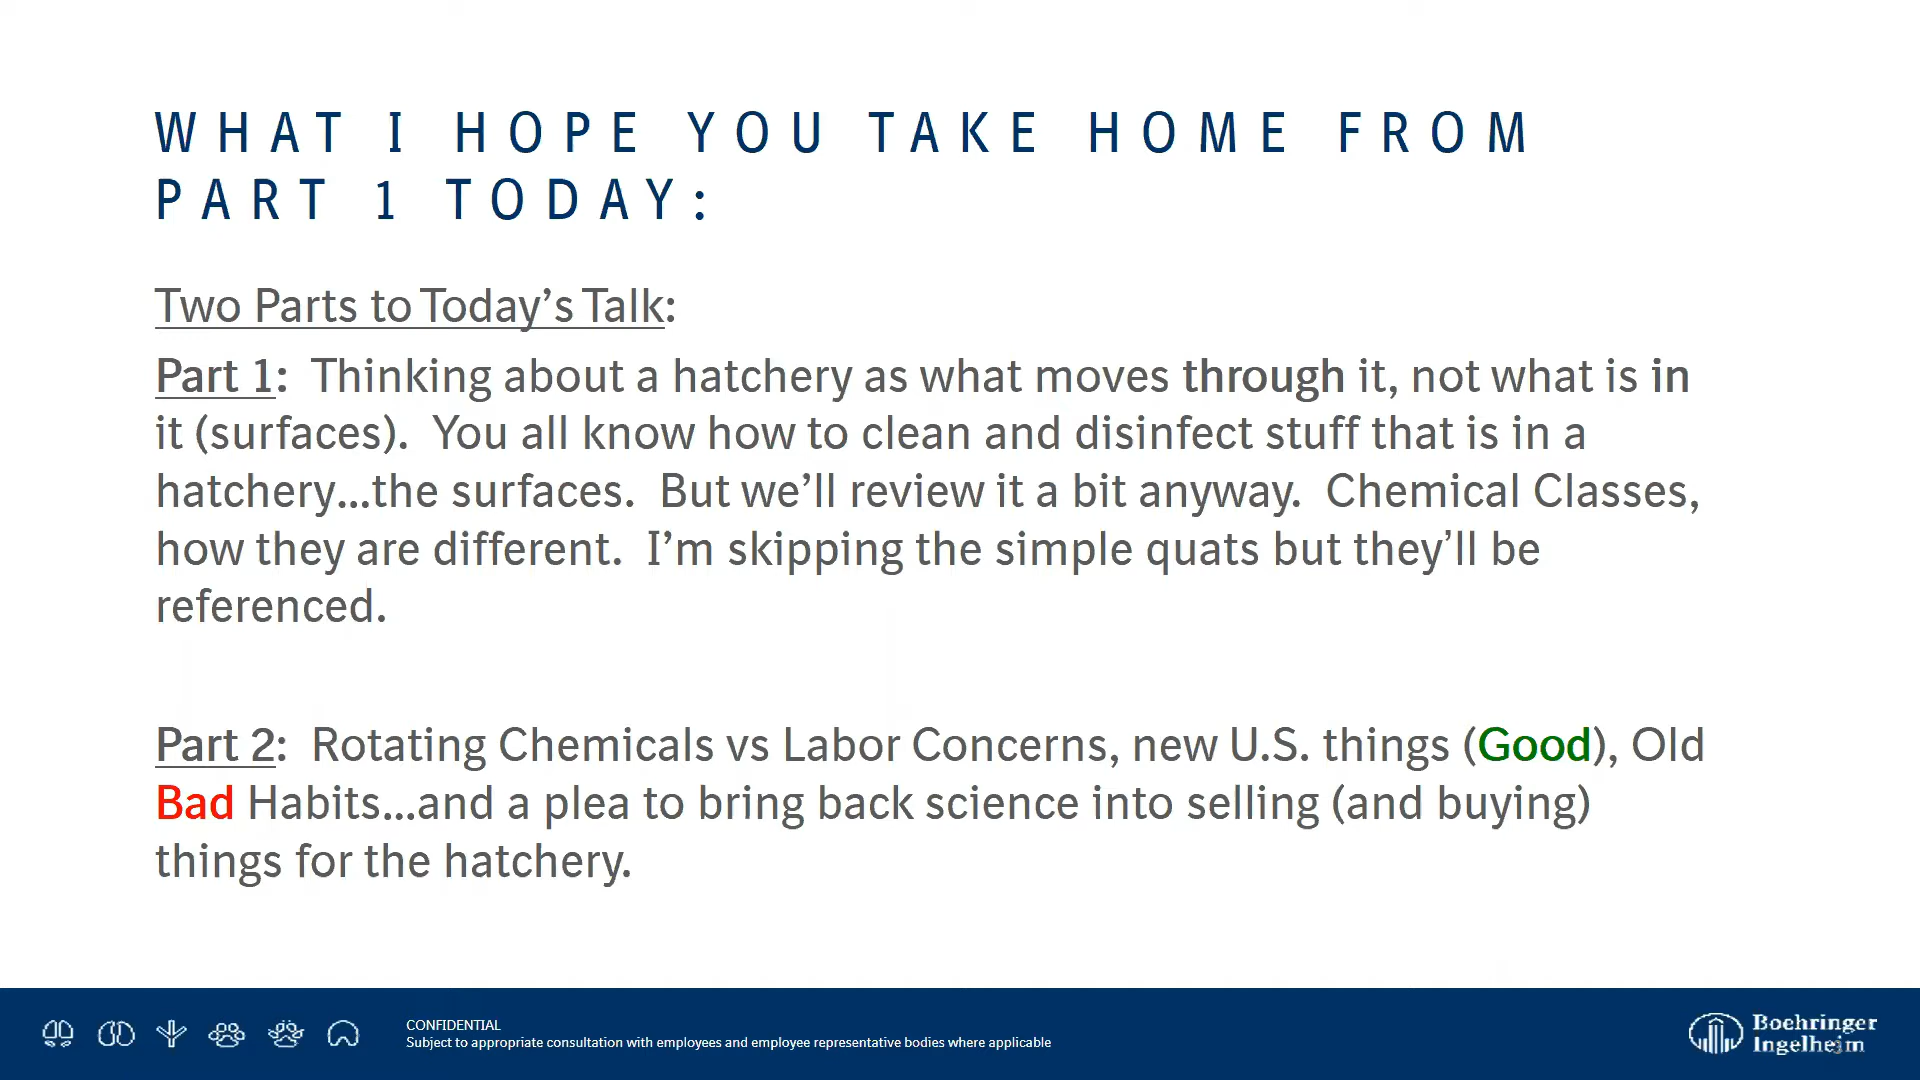 WHAT I HOPE YOU TAKE HOME FROM
PART 1 TODAY:
Two Parts to Today’s Talk:
Part 1: Thinking about a hatchery as what moves through it, not what is in
it (surfaces). You all know how to clean and disinfect stuff that is in a
hatchery...the surfaces. But we’ll review it a bit anyway. Chemical Classes,
how they are different. I’m skipping the simple quats but they’ll be
referenced.
Part 2: Rotating Chemicals vs Labor Concerns, new U.S. things (Good), Old
Bad Habits...and a plea to bring back science into selling (and buying)
things for the hatchery.
CONFIDENTIAL
Subject to appropriate consultation with employees and employee representative bodies where applicable
Boehringer
Ingelheim
3